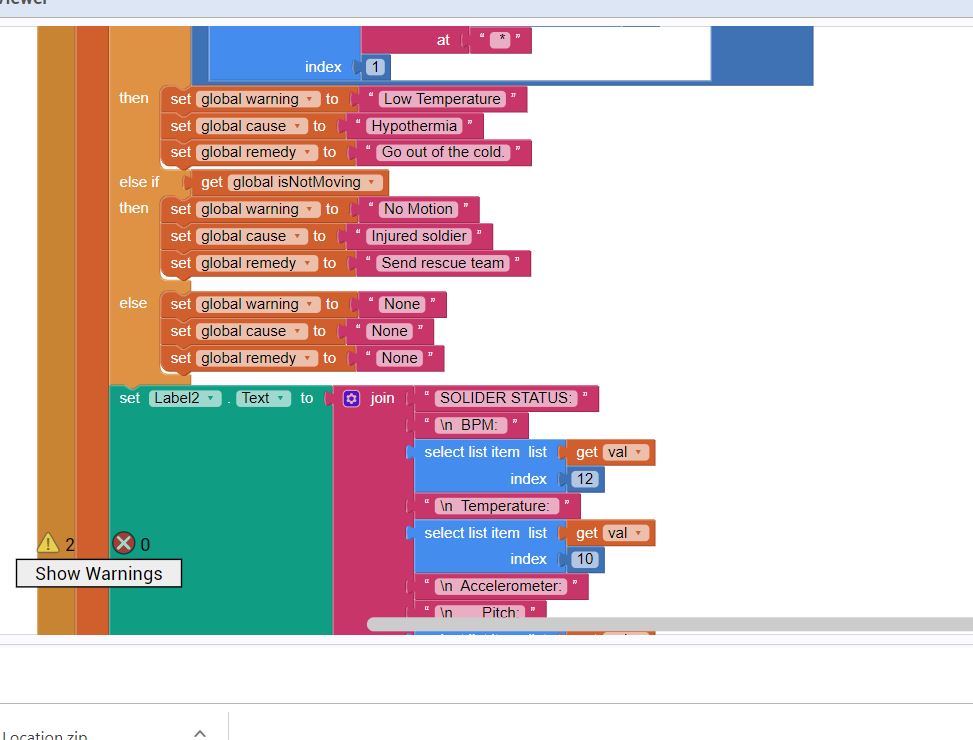 Viewer
at " * "
index 1
then set global warning to " Low Temperature "
set global cause to " Hypothermia "
set global remedy to " Go out of the cold. "
else if get global isNotMoving
then set global warning to " No Motion "
set global cause to " Injured soldier "
set global remedy to " Send rescue team "
else set global warning to " None "
set global cause to " None "
set global remedy to " None "
set Label2 . Text to join " SOLIDER STATUS: "
" \n BPM: "
select list item list get val
index 12
" \n Temperature: "
select list item list get val
index 10
" \n Accelerometer: "
" \n Pitch: "
2 0
Show Warnings
Location.zip